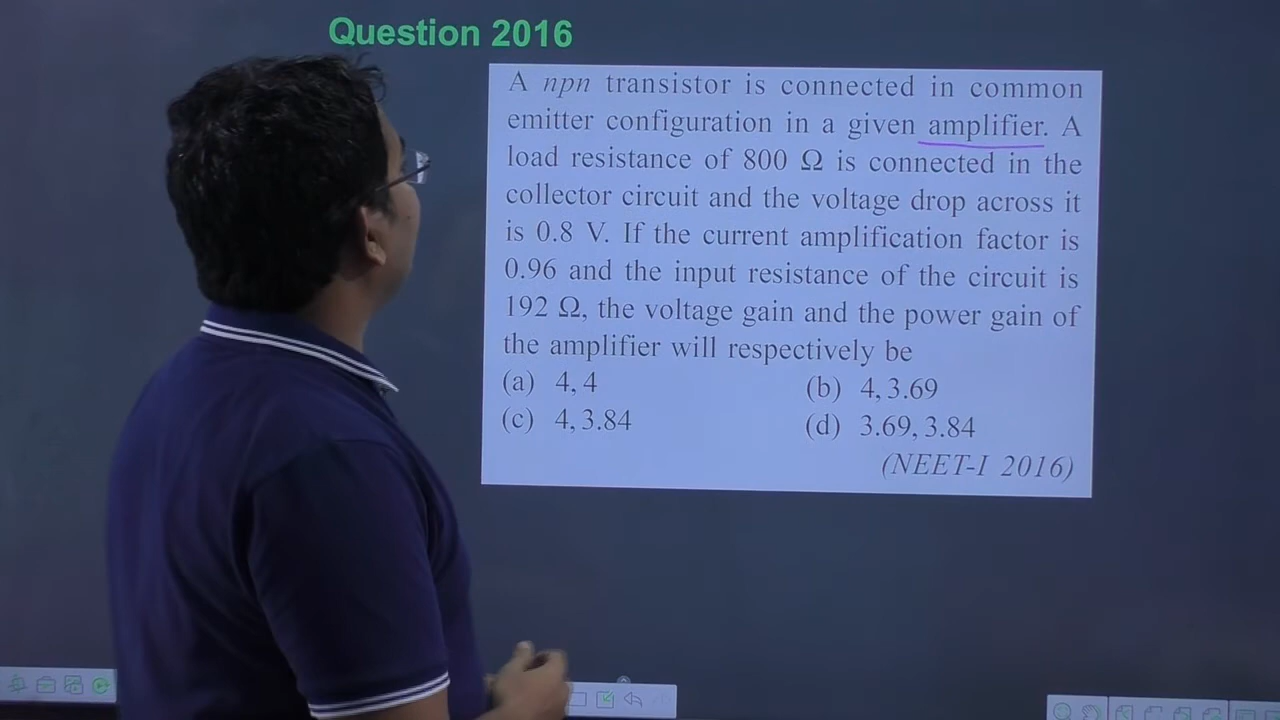 Question 2016
A npn transistor is connected in common
emitter configuration in a given amplifier. A
load resistance of 800 Ω is connected in the
collector circuit and the voltage drop across it
is 0.8 V. If the current amplification factor is
0.96 and the input resistance of the circuit is
192 Ω, the voltage gain and the power gain of
the amplifier will respectively be
(a) 4, 4 (b) 4, 3.69
(c) 4, 3.84 (d) 3.69, 3.84
(NEET-I 2016)